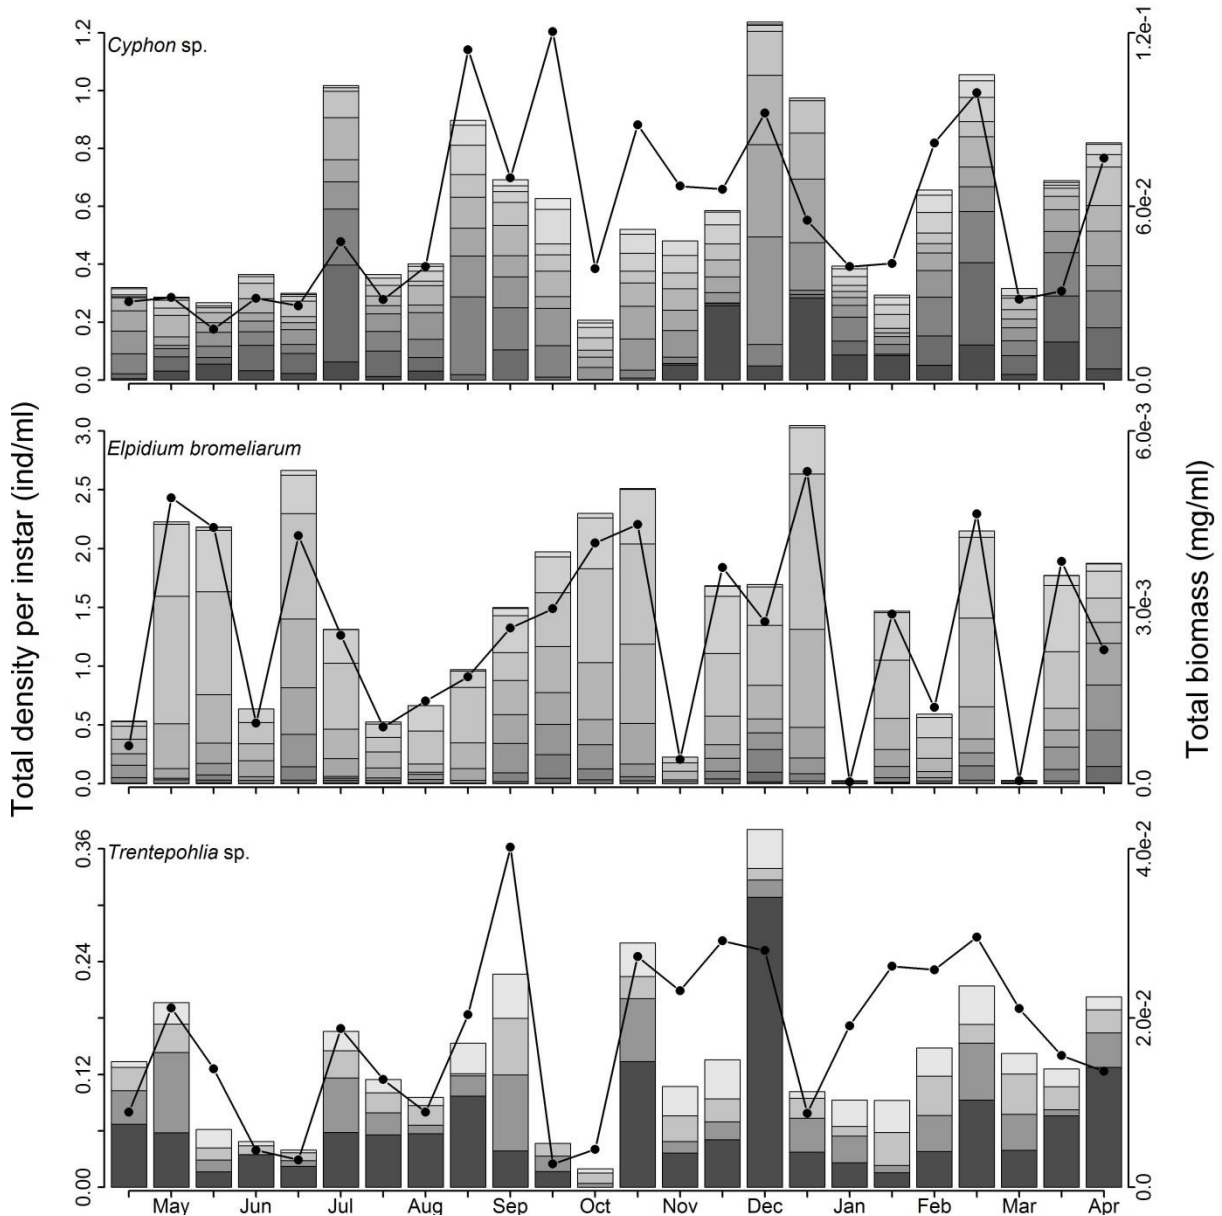 Cyphon sp.
1.2
1.0
0.8
0.6
0.4
0.2
0.0
1.2e-1
6.0e-2
0.0
Elpidium bromeliarum
3.0
2.5
2.0
1.5
1.0
0.5
0.0
6.0e-3
3.0e-3
0.0
Total density per instar (ind/ml)
Total biomass (mg/ml)
Trentepohlia sp.
0.36
0.24
0.12
0.00
4.0e-2
2.0e-2
0.0
May Jun Jul Aug Sep Oct Nov Dec Jan Feb Mar Apr